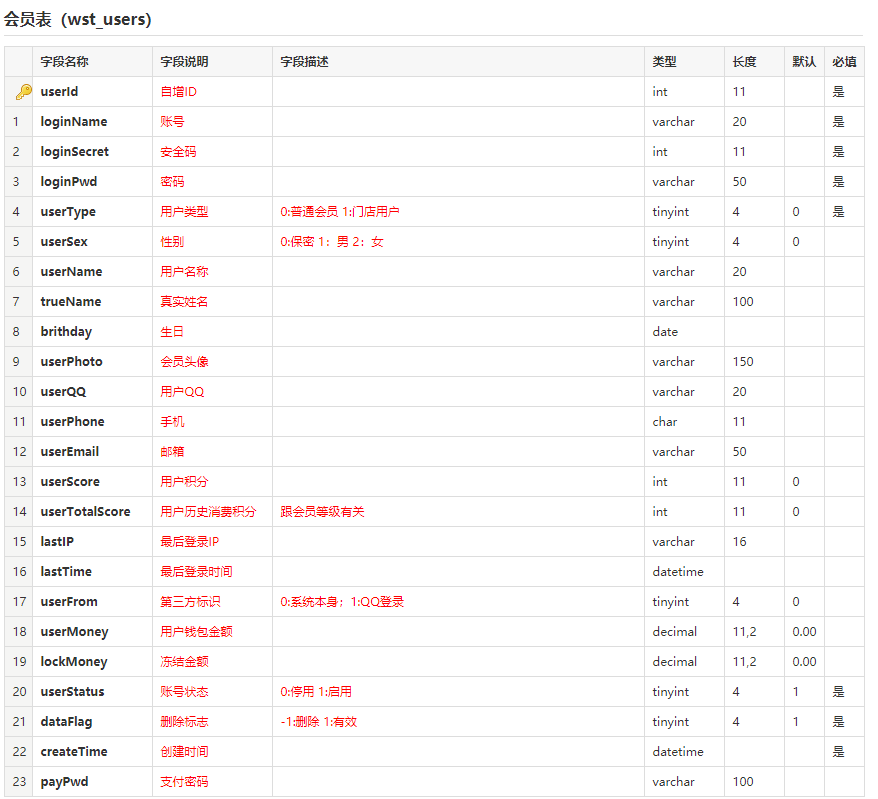 会员表（wst_users）
字段名称 字段说明 字段描述 类型 长度 默认 必填
userId 自增ID int 11 是
1 loginName 账号 varchar 20 是
2 loginSecret 安全码 int 11 是
3 loginPwd 密码 varchar 50 是
4 userType 用户类型 0:普通会员 1:门店用户 tinyint 4 0 是
5 userSex 性别 0:保密 1：男 2：女 tinyint 4 0
6 userName 用户名称 varchar 20
7 trueName 真实姓名 varchar 100
8 brithday 生日 date
9 userPhoto 会员头像 varchar 150
10 userQQ 用户QQ varchar 20
11 userPhone 手机 char 11
12 userEmail 邮箱 varchar 50
13 userScore 用户积分 int 11 0
14 userTotalScore 用户历史消费积分 跟会员等级有关 int 11 0
15 lastIP 最后登录IP varchar 16
16 lastTime 最后登录时间 datetime
17 userFrom 第三方标识 0:系统本身；1:QQ登录 tinyint 4 0
18 userMoney 用户钱包金额 decimal 11,2 0.00
19 lockMoney 冻结金额 decimal 11,2 0.00
20 userStatus 账号状态 0:停用 1:启用 tinyint 4 1 是
21 dataFlag 删除标志 -1:删除 1:有效 tinyint 4 1 是
22 createTime 创建时间 datetime 是
23 payPwd 支付密码 varchar 100